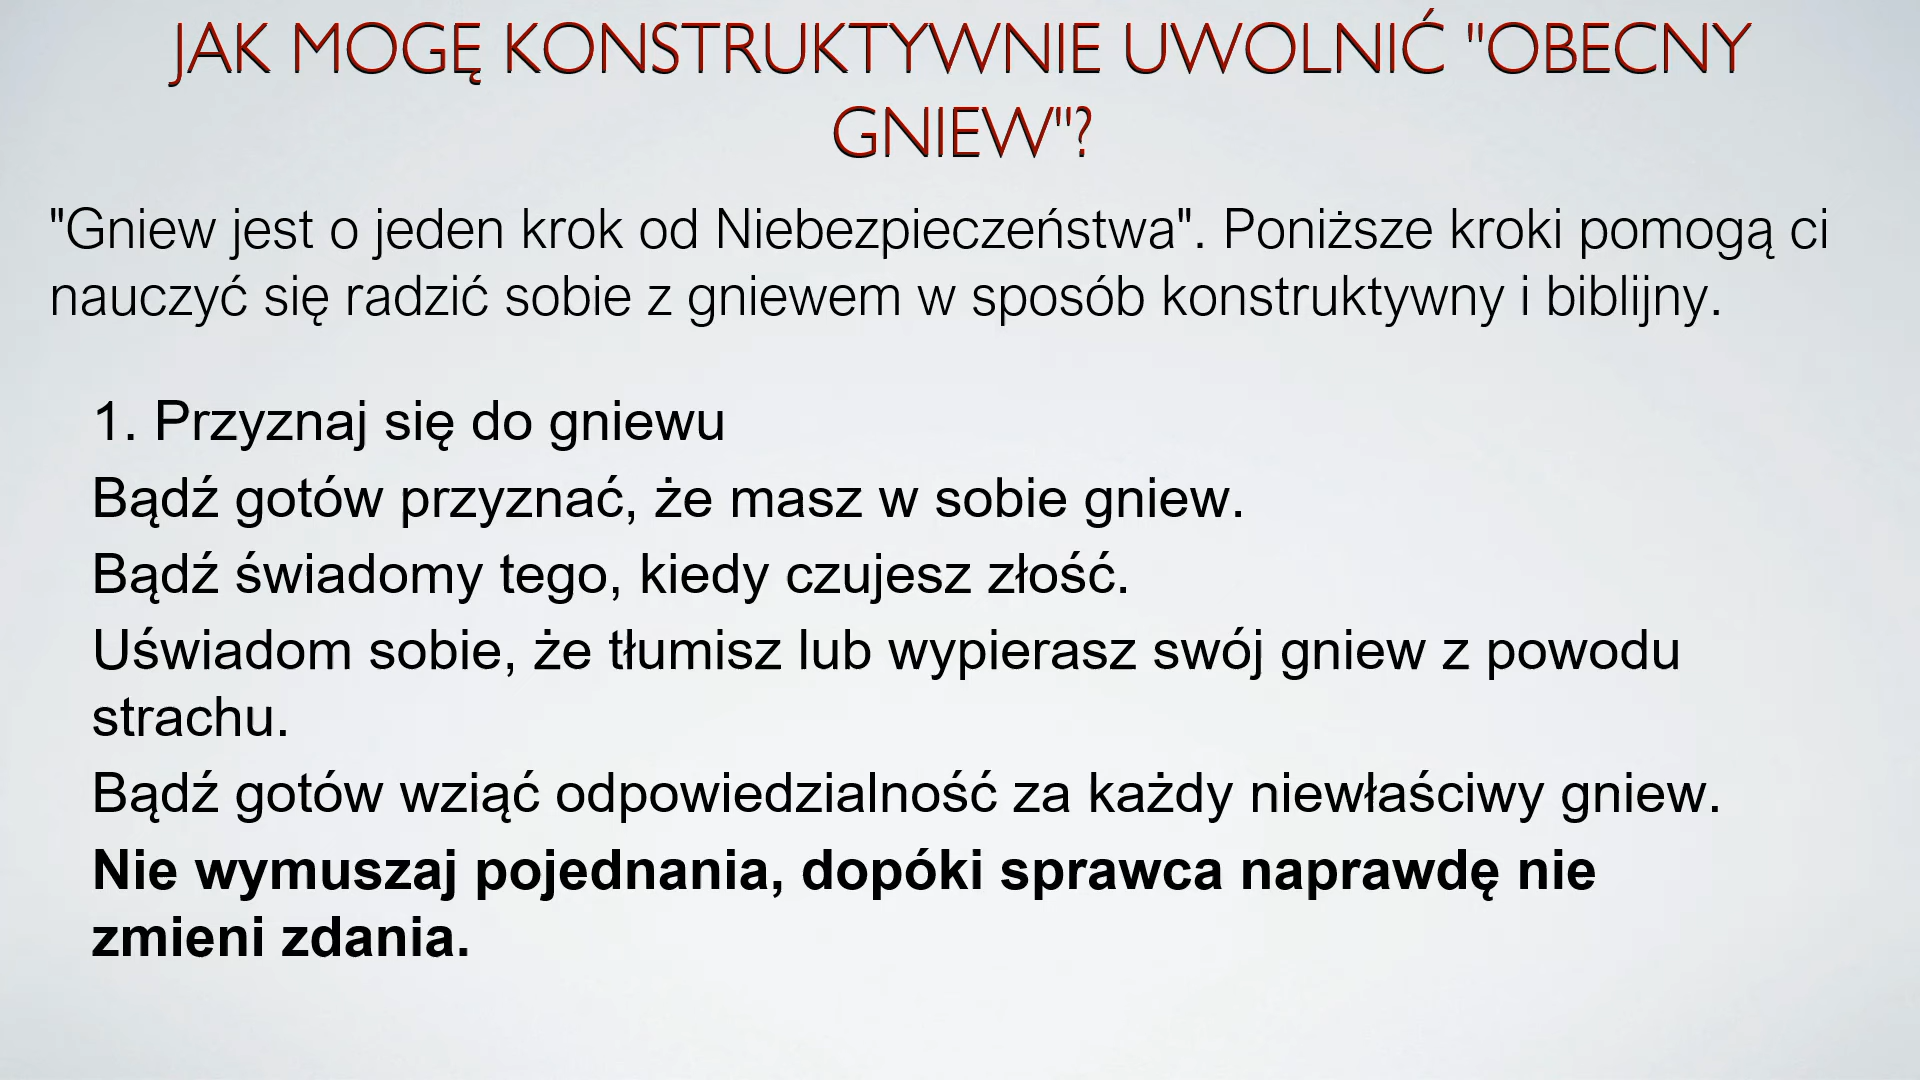 JAK MOGĘ KONSTRUKTYWNIE UWOLNIĆ "OBECNY
GNIEW"?
"Gniew jest o jeden krok od Niebezpieczeństwa". Poniższe kroki pomogą ci
nauczyć się radzić sobie z gniewem w sposób konstruktywny i biblijny.
1. Przyznaj się do gniewu
Bądź gotów przyznać, że masz w sobie gniew.
Bądź świadomy tego, kiedy czujesz złość.
Uświadom sobie, że tłumisz lub wypierasz swój gniew z powodu
strachu.
Bądź gotów wziąć odpowiedzialność za każdy niewłaściwy gniew.
Nie wymuszaj pojednania, dopóki sprawca naprawdę nie
zmieni zdania.